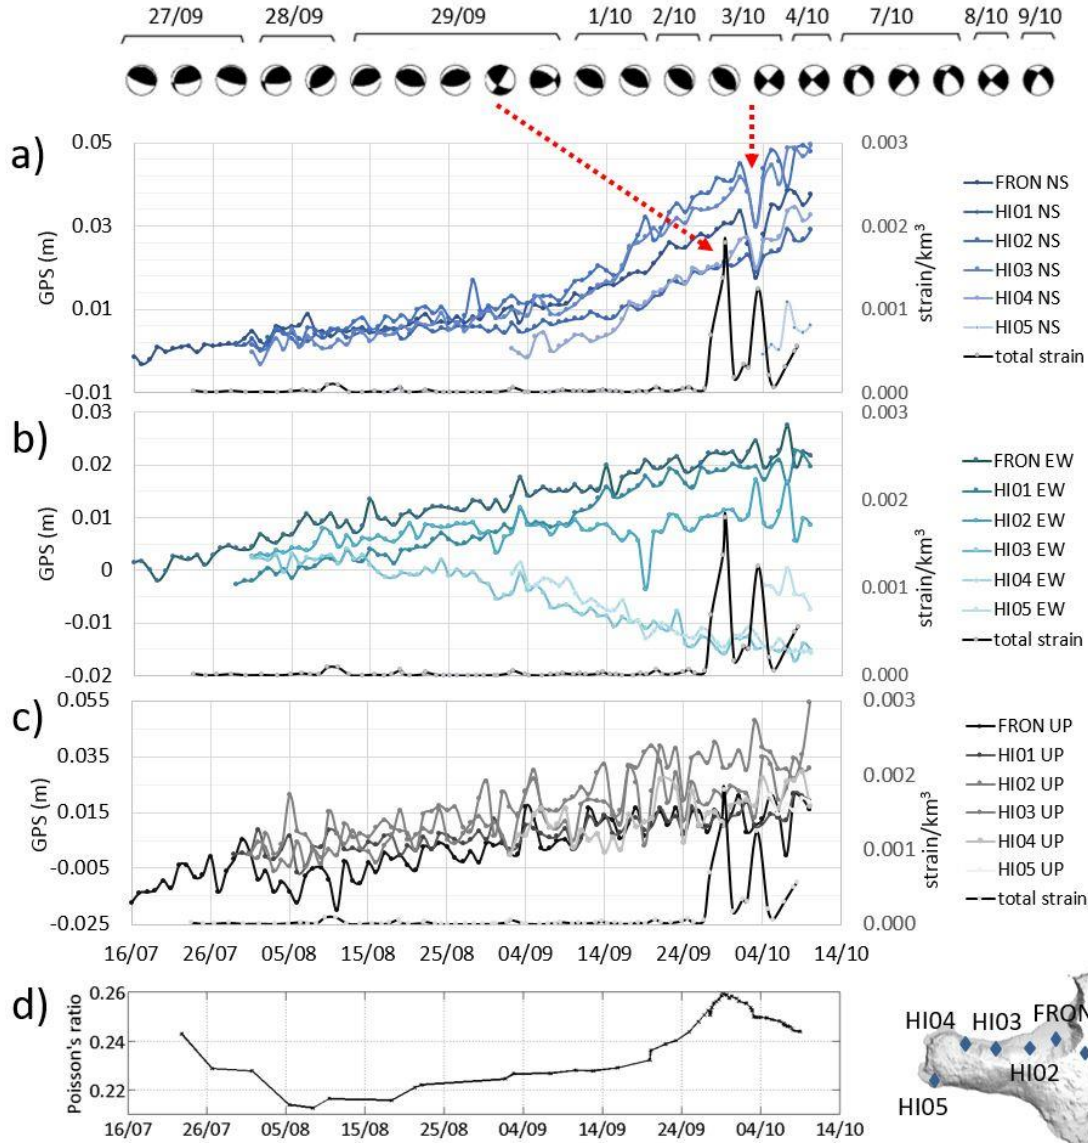 27/09 28/09 29/09 1/10 2/10 3/10 4/10 7/10 8/10 9/10
a)
0.05
0.03
0.01
-0.01
GPS (m)
0.003
0.002
0.001
0.000
strain/km³
FRON NS
HI01 NS
HI02 NS
HI03 NS
HI04 NS
HI05 NS
total strain
b)
0.03
0.02
0.01
0
-0.01
-0.02
GPS (m)
0.003
0.002
0.001
0.000
strain/km³
FRON EW
HI01 EW
HI02 EW
HI03 EW
HI04 EW
HI05 EW
total strain
c)
0.055
0.035
0.015
-0.005
-0.025
GPS (m)
0.003
0.002
0.001
0.000
strain/km³
FRON UP
HI01 UP
HI02 UP
HI03 UP
HI04 UP
HI05 UP
total strain
16/07 26/07 05/08 15/08 25/08 04/09 14/09 24/09 04/10 14/10
d)
0.26
0.24
0.22
Poisson's ratio
16/07 26/07 05/08 15/08 25/08 04/09 14/09 24/09 04/10 14/10
HI04 HI03 FRON
HI02
HI05